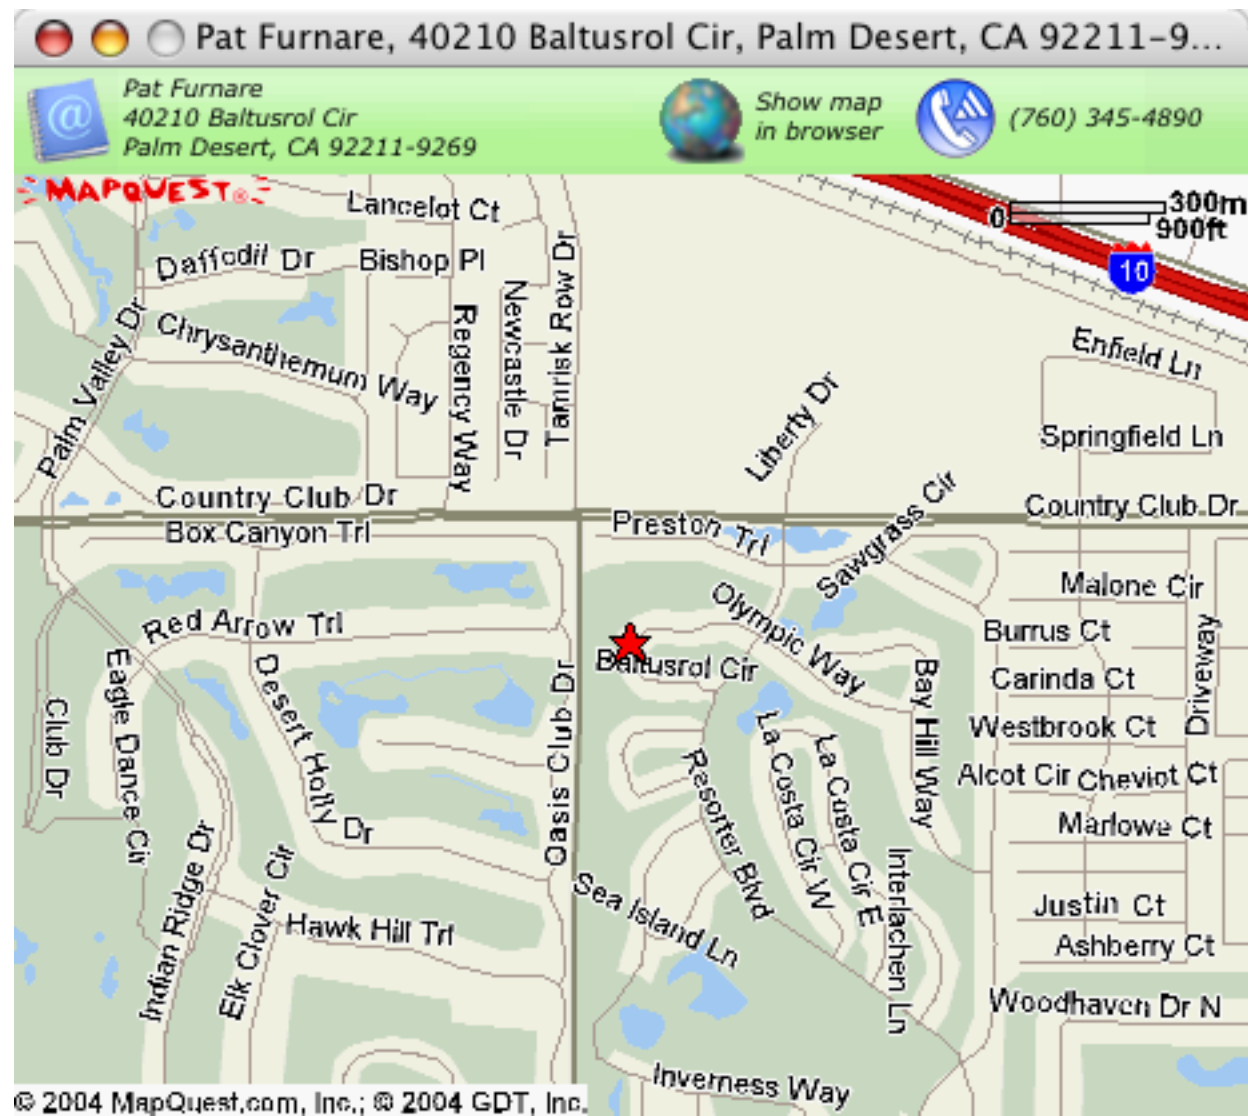 Pat Furnare, 40210 Baltusrol Cir, Palm Desert, CA 92211-9...
Pat Furnare
40210 Baltusrol Cir
Palm Desert, CA 92211-9269
Show map
in browser
(760) 345-4890
MAPQUEST®
300m
0
900ft
10
Lancelot Ct
Daffodil Dr
Bishop Pl
Palm Valley Dr
Chrysanthemum Way
Regency Way
Newcastle Dr
Tamrisk Row Dr
Liberty Dr
Enfield Ln
Springfield Ln
Country Club Dr
Country Club Dr
Box Canyon Trl
Preston Trl
Sawgrass Cir
Malone Cir
Olympic Way
Red Arrow Trl
Burrus Ct
Baltusrol Cir
Bay Hill Way
Carinda Ct
Driveway
Eagle Dance Cir
Desert Holly Dr
Oasis Club Dr
Club Dr
Westbrook Ct
La Costa Cir W
La Costa Cir E
Resorter Blvd
Alcot Cir
Cheviot Ct
Marlowe Ct
Indian Ridge Dr
Elk Clover Cir
Interlachen Ln
Sea Island Ln
Justin Ct
Hawk Hill Trl
Ashberry Ct
Woodhaven Dr N
Inverness Way
© 2004 MapQuest.com, Inc.; © 2004 GDT, Inc.